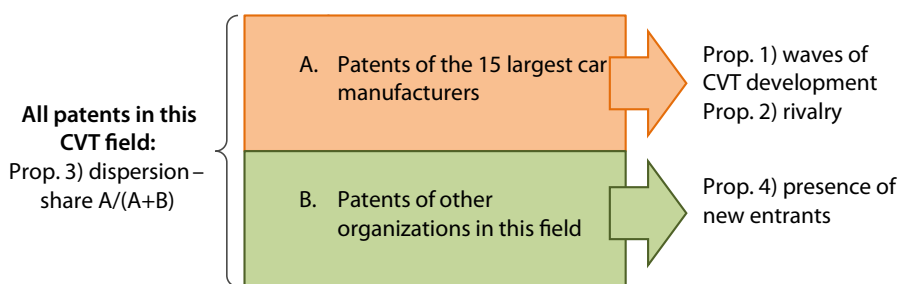 All patents in this
CVT field:
Prop. 3) dispersion –
share A/(A+B)
A. Patents of the 15 largest car
manufacturers
B. Patents of other
organizations in this field
Prop. 1) waves of
CVT development
Prop. 2) rivalry
Prop. 4) presence of
new entrants